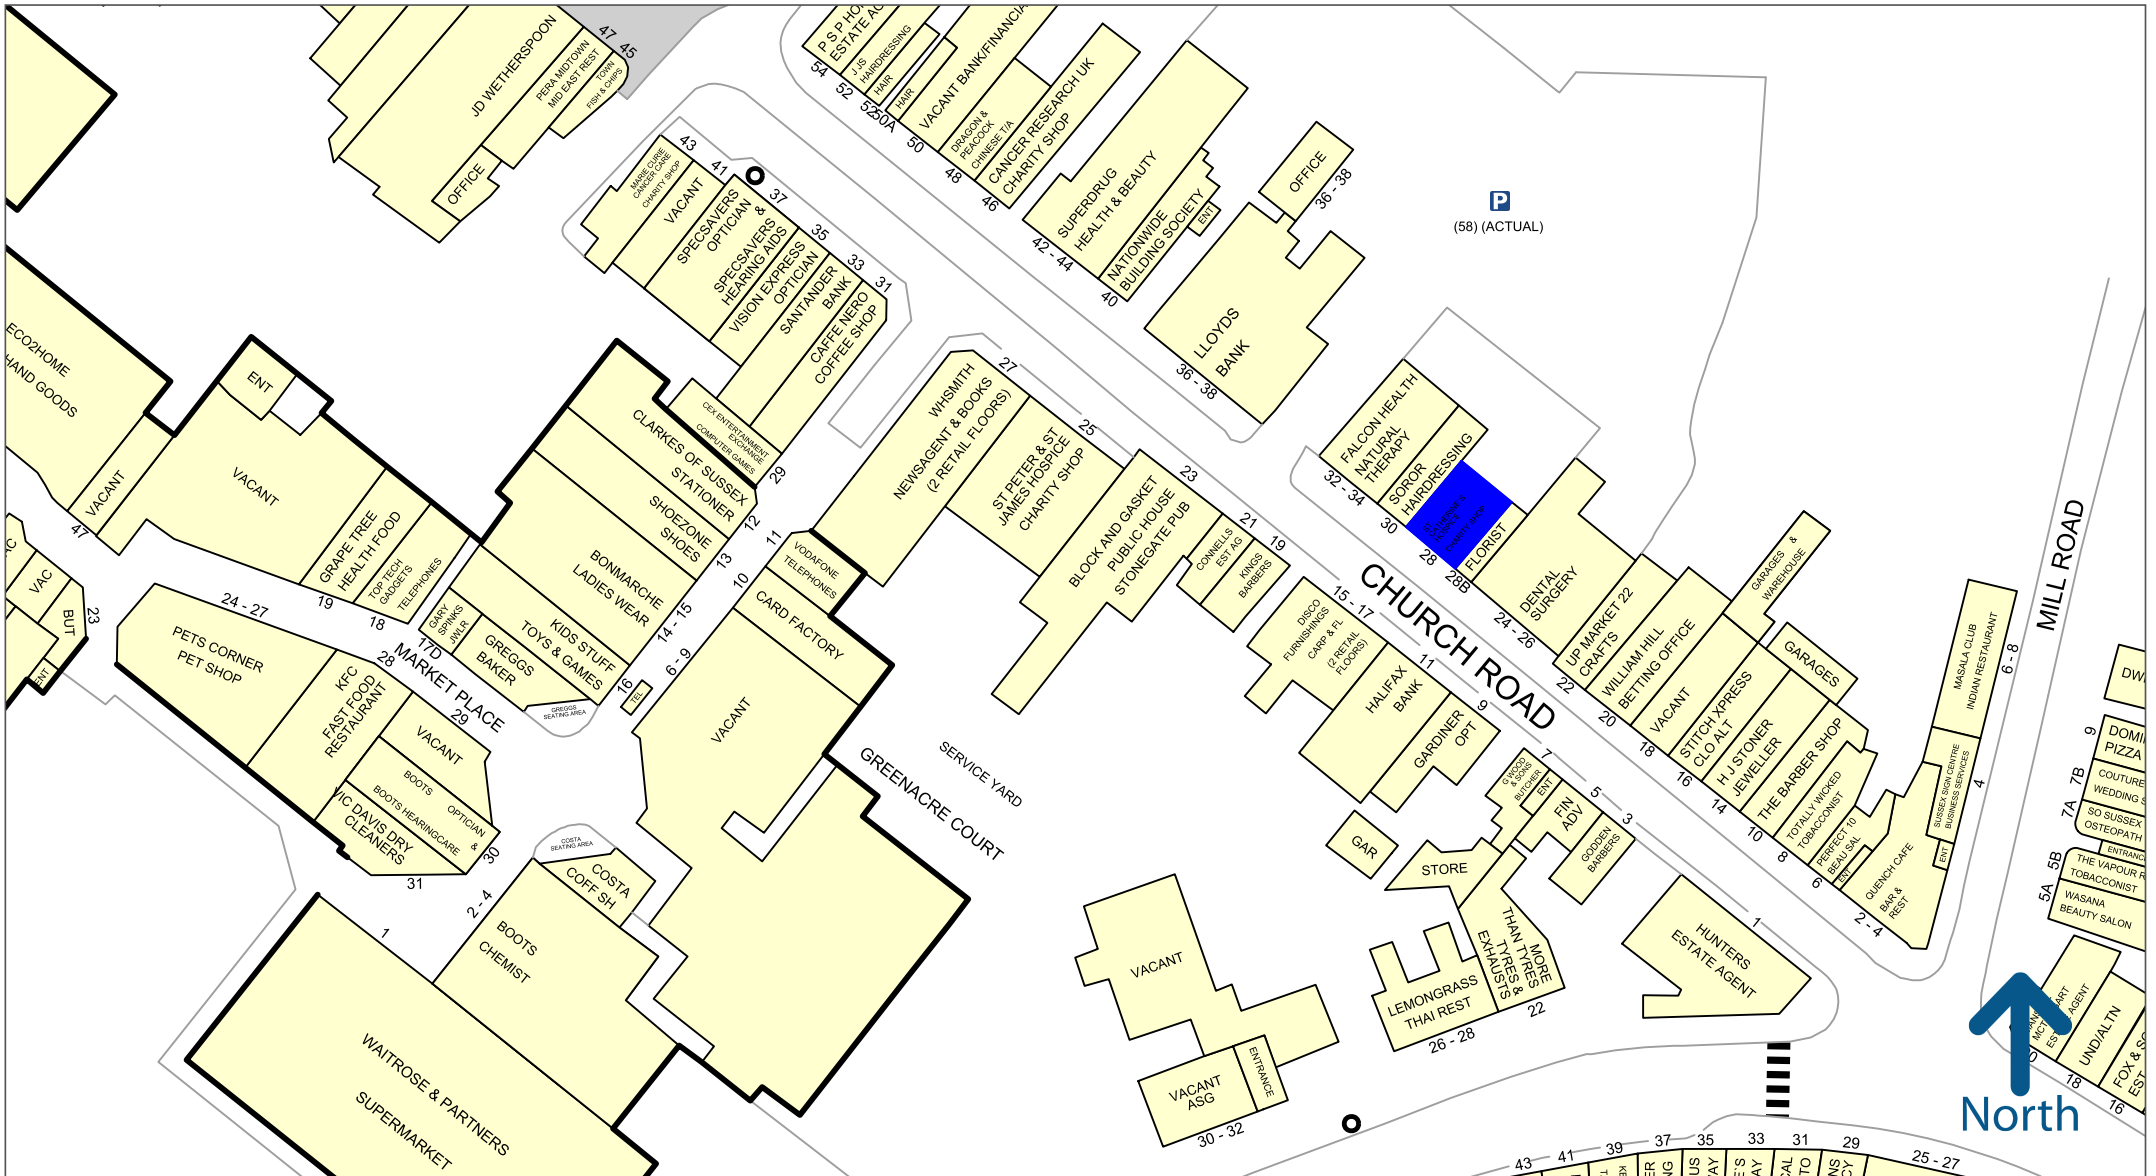 JD WETHERSPOON
PERA MIDTOWN
MID EAST REST
TOWN
FISH & CHIPS
47
45
OFFICE
P S P HO
ESTATE AG
J JS
HAIRDRESSING
HAIR
HAIR
VACANT BANK/FINANCIA
DRAGON &
PEACOCK
CHINESE T/A
CANCER RESEARCH UK
CHARITY SHOP
54
52
50A
50
48
46
SUPERDRUG
HEALTH & BEAUTY
NATIONWIDE
BUILDING SOCIETY
ENT
42 - 44
40
OFFICE
36 - 38
LLOYDS
BANK
36 - 38
P
(58) (ACTUAL)
MARIE CURIE
CANCER CARE
CHARITY SHOP
VACANT
SPECSAVERS
OPTICIAN
&
SPECSAVERS
HEARING AIDS
VISION EXPRESS
OPTICIAN
SANTANDER
BANK
CAFFE NERO
COFFEE SHOP
43
41
37
35
33
31
CEX ENTERTAINMENT
EXCHANGE
COMPUTER GAMES
29
ECO2HOME
HAND GOODS
VACANT
47
ENT
VACANT
GRAPE TREE
HEALTH FOOD
TOP TECH
GADGETS
TELEPHONES
19
18
CLARKES OF SUSSEX
STATIONER
SHOEZONE
SHOES
BONMARCHE
LADIES WEAR
KIDS STUFF
TOYS & GAMES
GARY
SPINKS
JWLR
GREGGS
BAKER
GREGGS
SEATING AREA
17D
16
TEL
12
13
14 - 15
11
10
6 - 9
VODAFONE
TELEPHONES
CARD FACTORY
VACANT
WHSMITH
NEWSAGENT & BOOKS
(2 RETAIL FLOORS)
ST PETER & ST
JAMES HOSPICE
CHARITY SHOP
BLOCK AND GASKET
PUBLIC HOUSE
STONEGATE PUB
CONNELLS
EST AG
KINGS
BARBERS
27
25
23
21
19
15 - 17
11
9
7
5
3
1
DISCO
FURNISHINGS
CARP & FL
(2 RETAIL
FLOORS)
HALIFAX
BANK
GARDINER
OPT
G WOOD
& SONS
BUTCHER
ENT
FIN
ADV
GODDEN
BARBERS
GAR
STORE
MORE
THAN TYRES
TYRES &
EXHAUSTS
22
LEMONGRASS
THAI REST
26 - 28
HUNTERS
ESTATE AGENT
CHURCH ROAD
FALCON HEALTH
NATURAL
THERAPY
SOROR
HAIRDRESSING
CHARITY SHOP
FLORIST
DENTAL
SURGERY
UP MARKET 22
CRAFTS
WILLIAM HILL
BETTING OFFICE
VACANT
STITCH XPRESS
CLO ALT
H J STONER
JEWELLER
THE BARBER SHOP
TOTALLY WICKED
TOBACCONIST
PERFECT 10
BEAU SAL
ENT
QUENCH CAFE
BAR &
REST
32 - 34
30
28
28B
24 - 26
22
20
18
16
14
10
8
6
2 - 4
GARAGES &
WAREHOUSE
GARAGES
MASALA CLUB
INDIAN RESTAURANT
SUSSEX SIGN CENTRE
BUSINESS SERVICES
ENT
6 - 8
4
MILL ROAD
DWE
9
DOMI
PIZZA
7B
COUTURE
WEDDING S
7A
SO SUSSEX
OSTEOPATH
ENTRANC
5B
THE VAPOUR R
TOBACCONIST
5A
WASANA
BEAUTY SALON
UND/ALTN
FOX & S
EST
18
16
North
AC
VAC
BUT
ENT
23
24 - 27
PETS CORNER
PET SHOP
28
KFC
FAST FOOD
RESTAURANT
MARKET PLACE
29
VACANT
BOOTS OPTICIAN
&
BOOTS HEARINGCARE
VIC DAVIS DRY
CLEANERS
30
31
COSTA
SEATING AREA
COSTA
COFF SH
2 - 4
BOOTS
CHEMIST
1
WAITROSE & PARTNERS
SUPERMARKET
GREENACRE COURT
SERVICE YARD
VACANT
VACANT
ASG
ENTRANCE
30 - 32
43
41
39
37
35
33
31
29
25 - 27